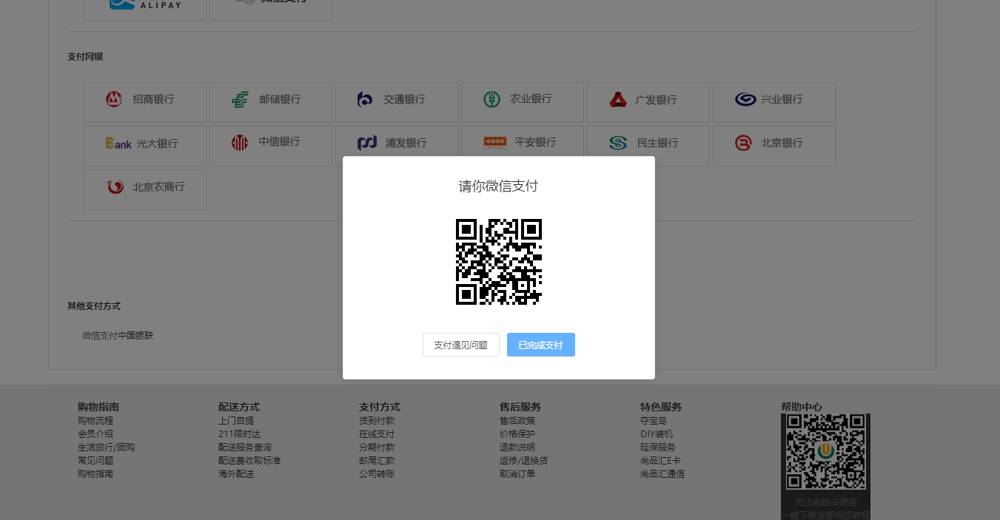 ALIPAY
微信支付
支付网银
招商银行
邮储银行
交通银行
农业银行
广发银行
兴业银行
Bank 光大银行
中信银行
浦发银行
平安银行
民生银行
北京银行
北京农商行
请你微信支付
支付遇见问题
已完成支付
其他支付方式
微信支付中国银联
购物指南
购物流程
会员介绍
生活旅行/团购
常见问题
购物指南
配送方式
上门自提
211限时达
配送服务查询
配送费收取标准
海外配送
支付方式
货到付款
在线支付
分期付款
邮局汇款
公司转账
售后服务
售后政策
价格保护
退款说明
返修/退换货
取消订单
特色服务
夺宝岛
DIY装机
延保服务
尚品汇E卡
尚品汇通信
帮助中心
关注尚硅谷微信
一键下载全部视频教程